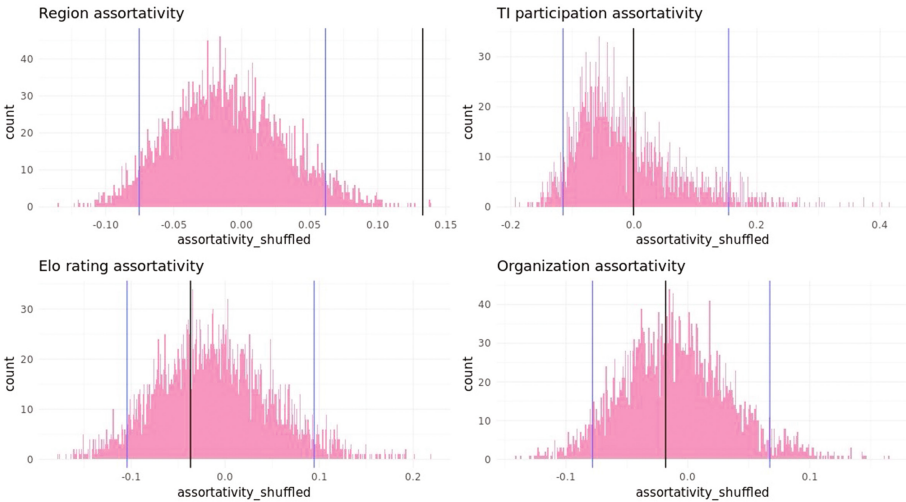 Region assortativity
40
30
20
10
0
count
-0.10 -0.05 0.00 0.05 0.10 0.15
assortativity_shuffled
TI participation assortativity
30
20
10
0
count
-0.2 0.0 0.2 0.4
assortativity_shuffled
Elo rating assortativity
30
20
10
0
count
-0.1 0.0 0.1 0.2
assortativity_shuffled
Organization assortativity
40
30
20
10
0
count
-0.1 0.0 0.1
assortativity_shuffled